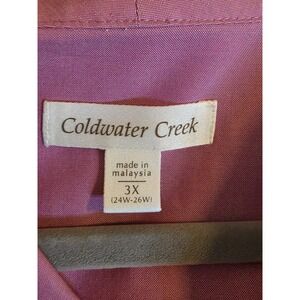 Coldwater Creek
made in
malaysia
3X
(24W-26W)